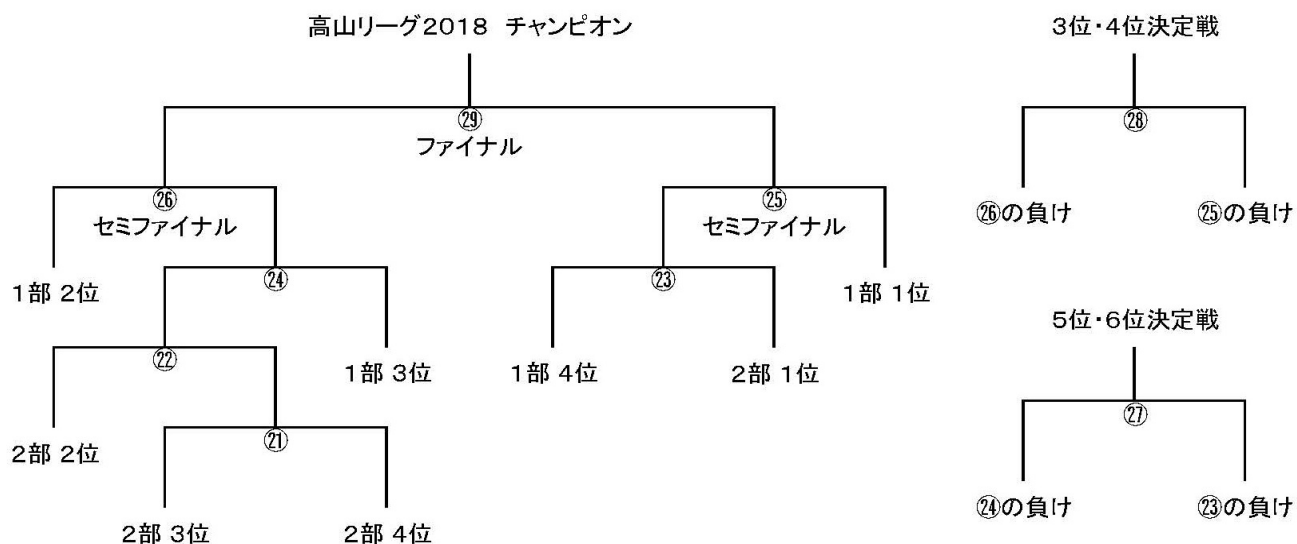 高山リーグ2018 チャンピオン
3位・4位決定戦
㉙
ファイナル
㉘
㉖
セミファイナル
㉕
セミファイナル
㉖の負け
㉕の負け
1部 2位
㉔
㉓
1部 1位
5位・6位決定戦
㉒
1部 3位
1部 4位
2部 1位
㉗
2部 2位
㉑
㉔の負け
㉓の負け
2部 3位
2部 4位